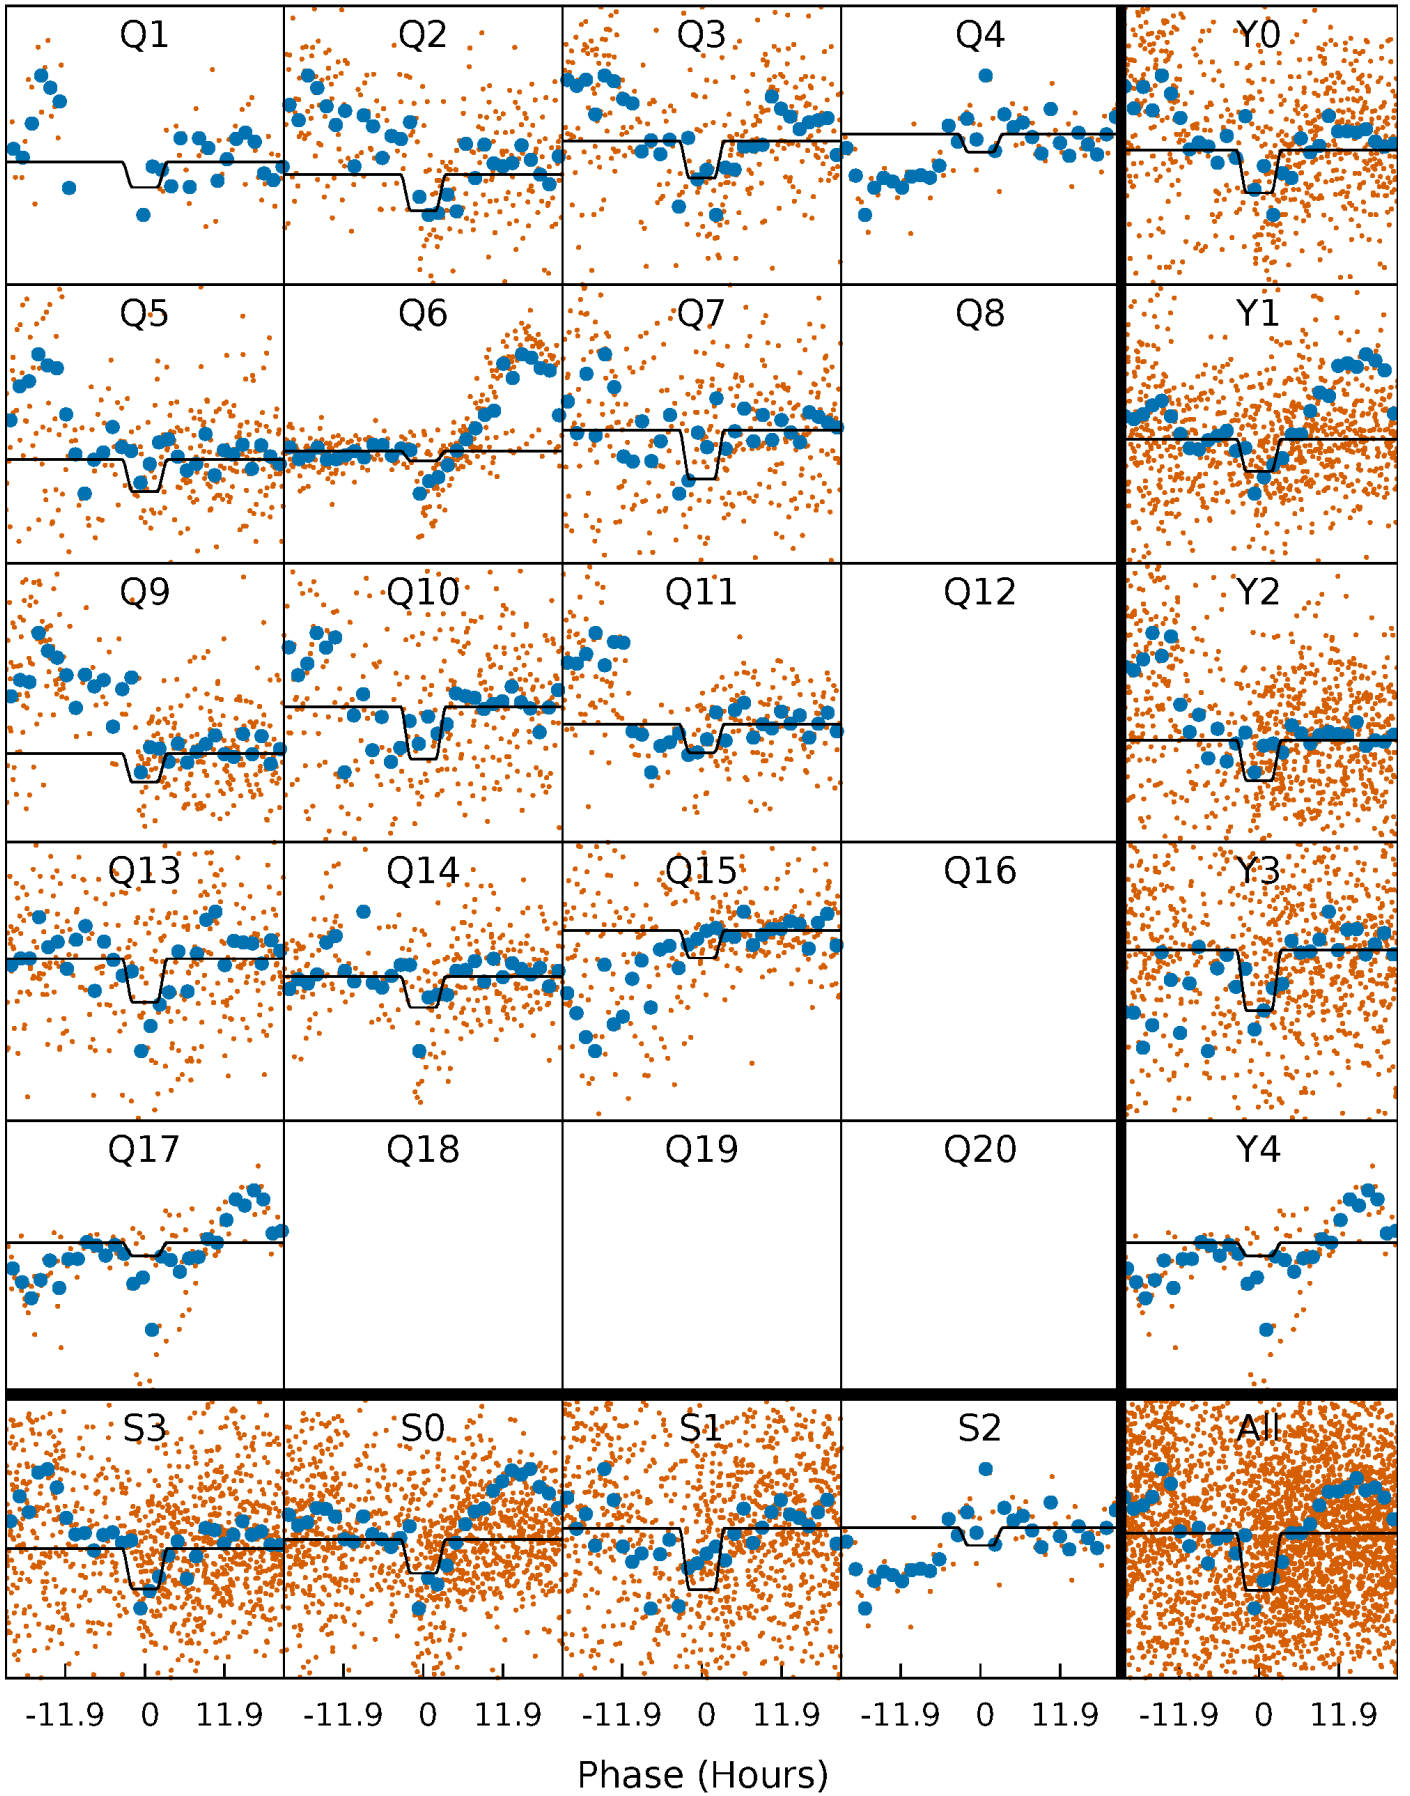 Q1 Q2 Q3 Q4 Y0
Q5 Q6 Q7 Q8 Y1
Q9 Q10 Q11 Q12 Y2
Q13 Q14 Q15 Q16 Y3
Q17 Q18 Q19 Q20 Y4
S3 S0 S1 S2 All
-11.9 0 11.9 -11.9 0 11.9 -11.9 0 11.9 -11.9 0 11.9 -11.9 0 11.9
Phase (Hours)